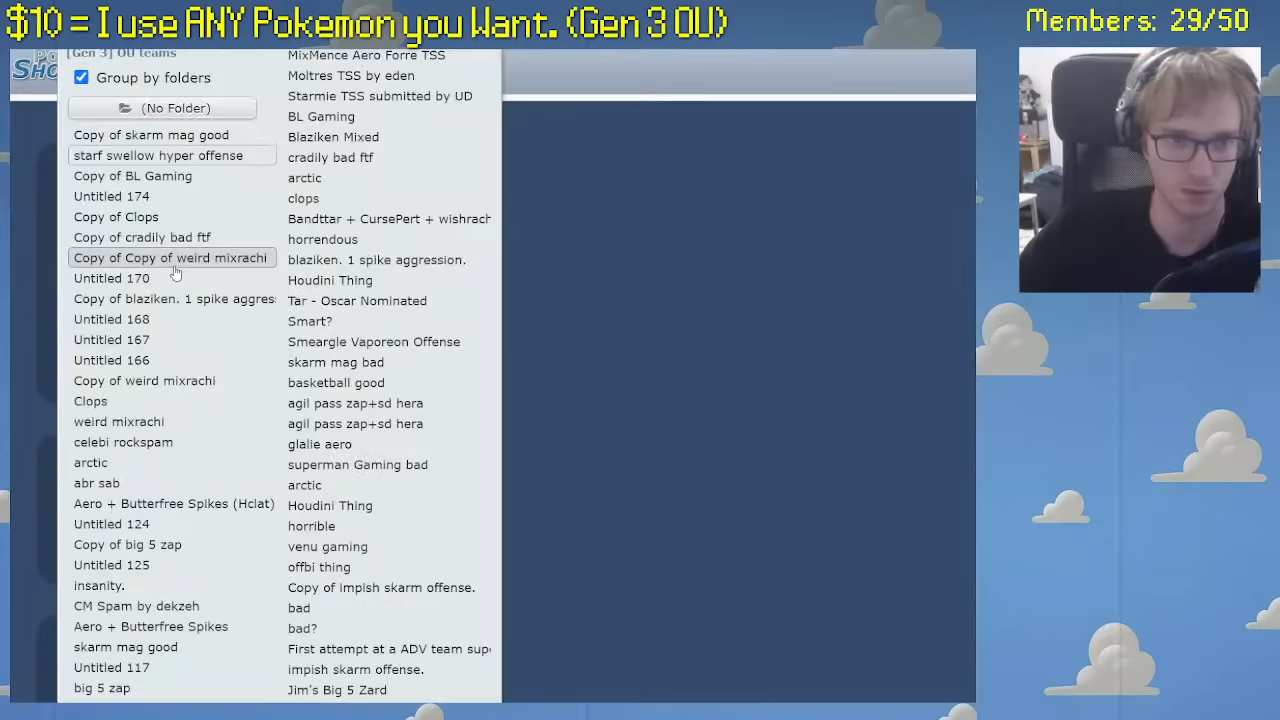 $10 = I use ANY Pokemon you Want. (Gen 3 OU)
Members: 29/50
[Gen 3] OU teams
Group by folders
(No Folder)
Copy of skarm mag good
starf swellow hyper offense
Copy of BL Gaming
Untitled 174
Copy of Clops
Copy of cradily bad ftf
Copy of Copy of weird mixrachi
Untitled 170
Copy of blaziken. 1 spike aggres
Untitled 168
Untitled 167
Untitled 166
Copy of weird mixrachi
Clops
weird mixrachi
celebi rockspam
arctic
abr sab
Aero + Butterfree Spikes (Hclat)
Untitled 124
Copy of big 5 zap
Untitled 125
insanity.
CM Spam by dekzeh
Aero + Butterfree Spikes
skarm mag good
Untitled 117
big 5 zap
MixMence Aero Forre TSS
Moltres TSS by eden
Starmie TSS submitted by UD
BL Gaming
Blaziken Mixed
cradily bad ftf
arctic
clops
Bandttar + CursePert + wishrach
horrendous
blaziken. 1 spike aggression.
Houdini Thing
Tar - Oscar Nominated
Smart?
Smeargle Vaporeon Offense
skarm mag bad
basketball good
agil pass zap+sd hera
agil pass zap+sd hera
glalie aero
superman Gaming bad
arctic
Houdini Thing
horrible
venu gaming
offbi thing
Copy of impish skarm offense.
bad
bad?
First attempt at a ADV team supe
impish skarm offense.
Jim's Big 5 Zard